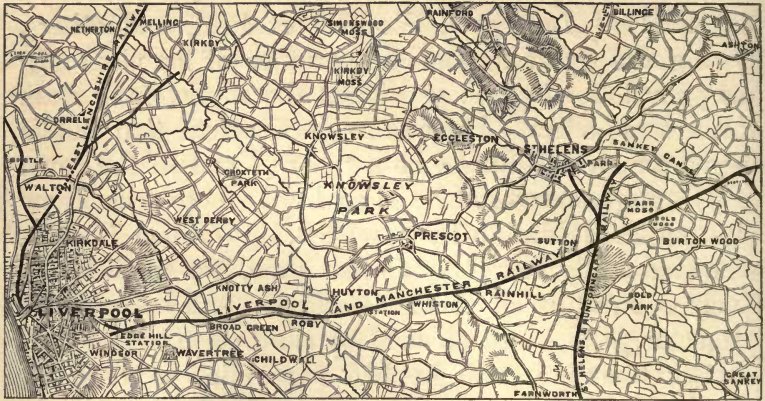 NETHERTON
MELLING
SIMONSWOOD MOSS
RAINFORD
BILLINGE
KIRKBY
ASHTON
KIRKBY MOSS
EAST LENCASHIRE RAILWAY
ORRELL
KNOWSLEY
ECCLESTON
ST HELENS
SANKEY CANAL
BOOTLE
PARR
WALTON
CROXTETH PARK
KNOWSLEY PARK
PARR MOSS
WEST DERBY
BOLD MOSS
PRESCOT
KIRKDALE
SUTTON
BURTON WOOD
KNOTTY ASH
HUYTON
RAINHILL
LIVERPOOL AND MANCHESTER RAILWAY
WHISTON
BOLD PARK
STATION
LIVERPOOL
BROAD GREEN
ROBY
EDGE HILL STATION
WINDSOR
WAVERTREE
CHILDWALL
ST HELENS & RUNCORN GAP RAILWAY
FARNWORTH
GREAT SANKEY